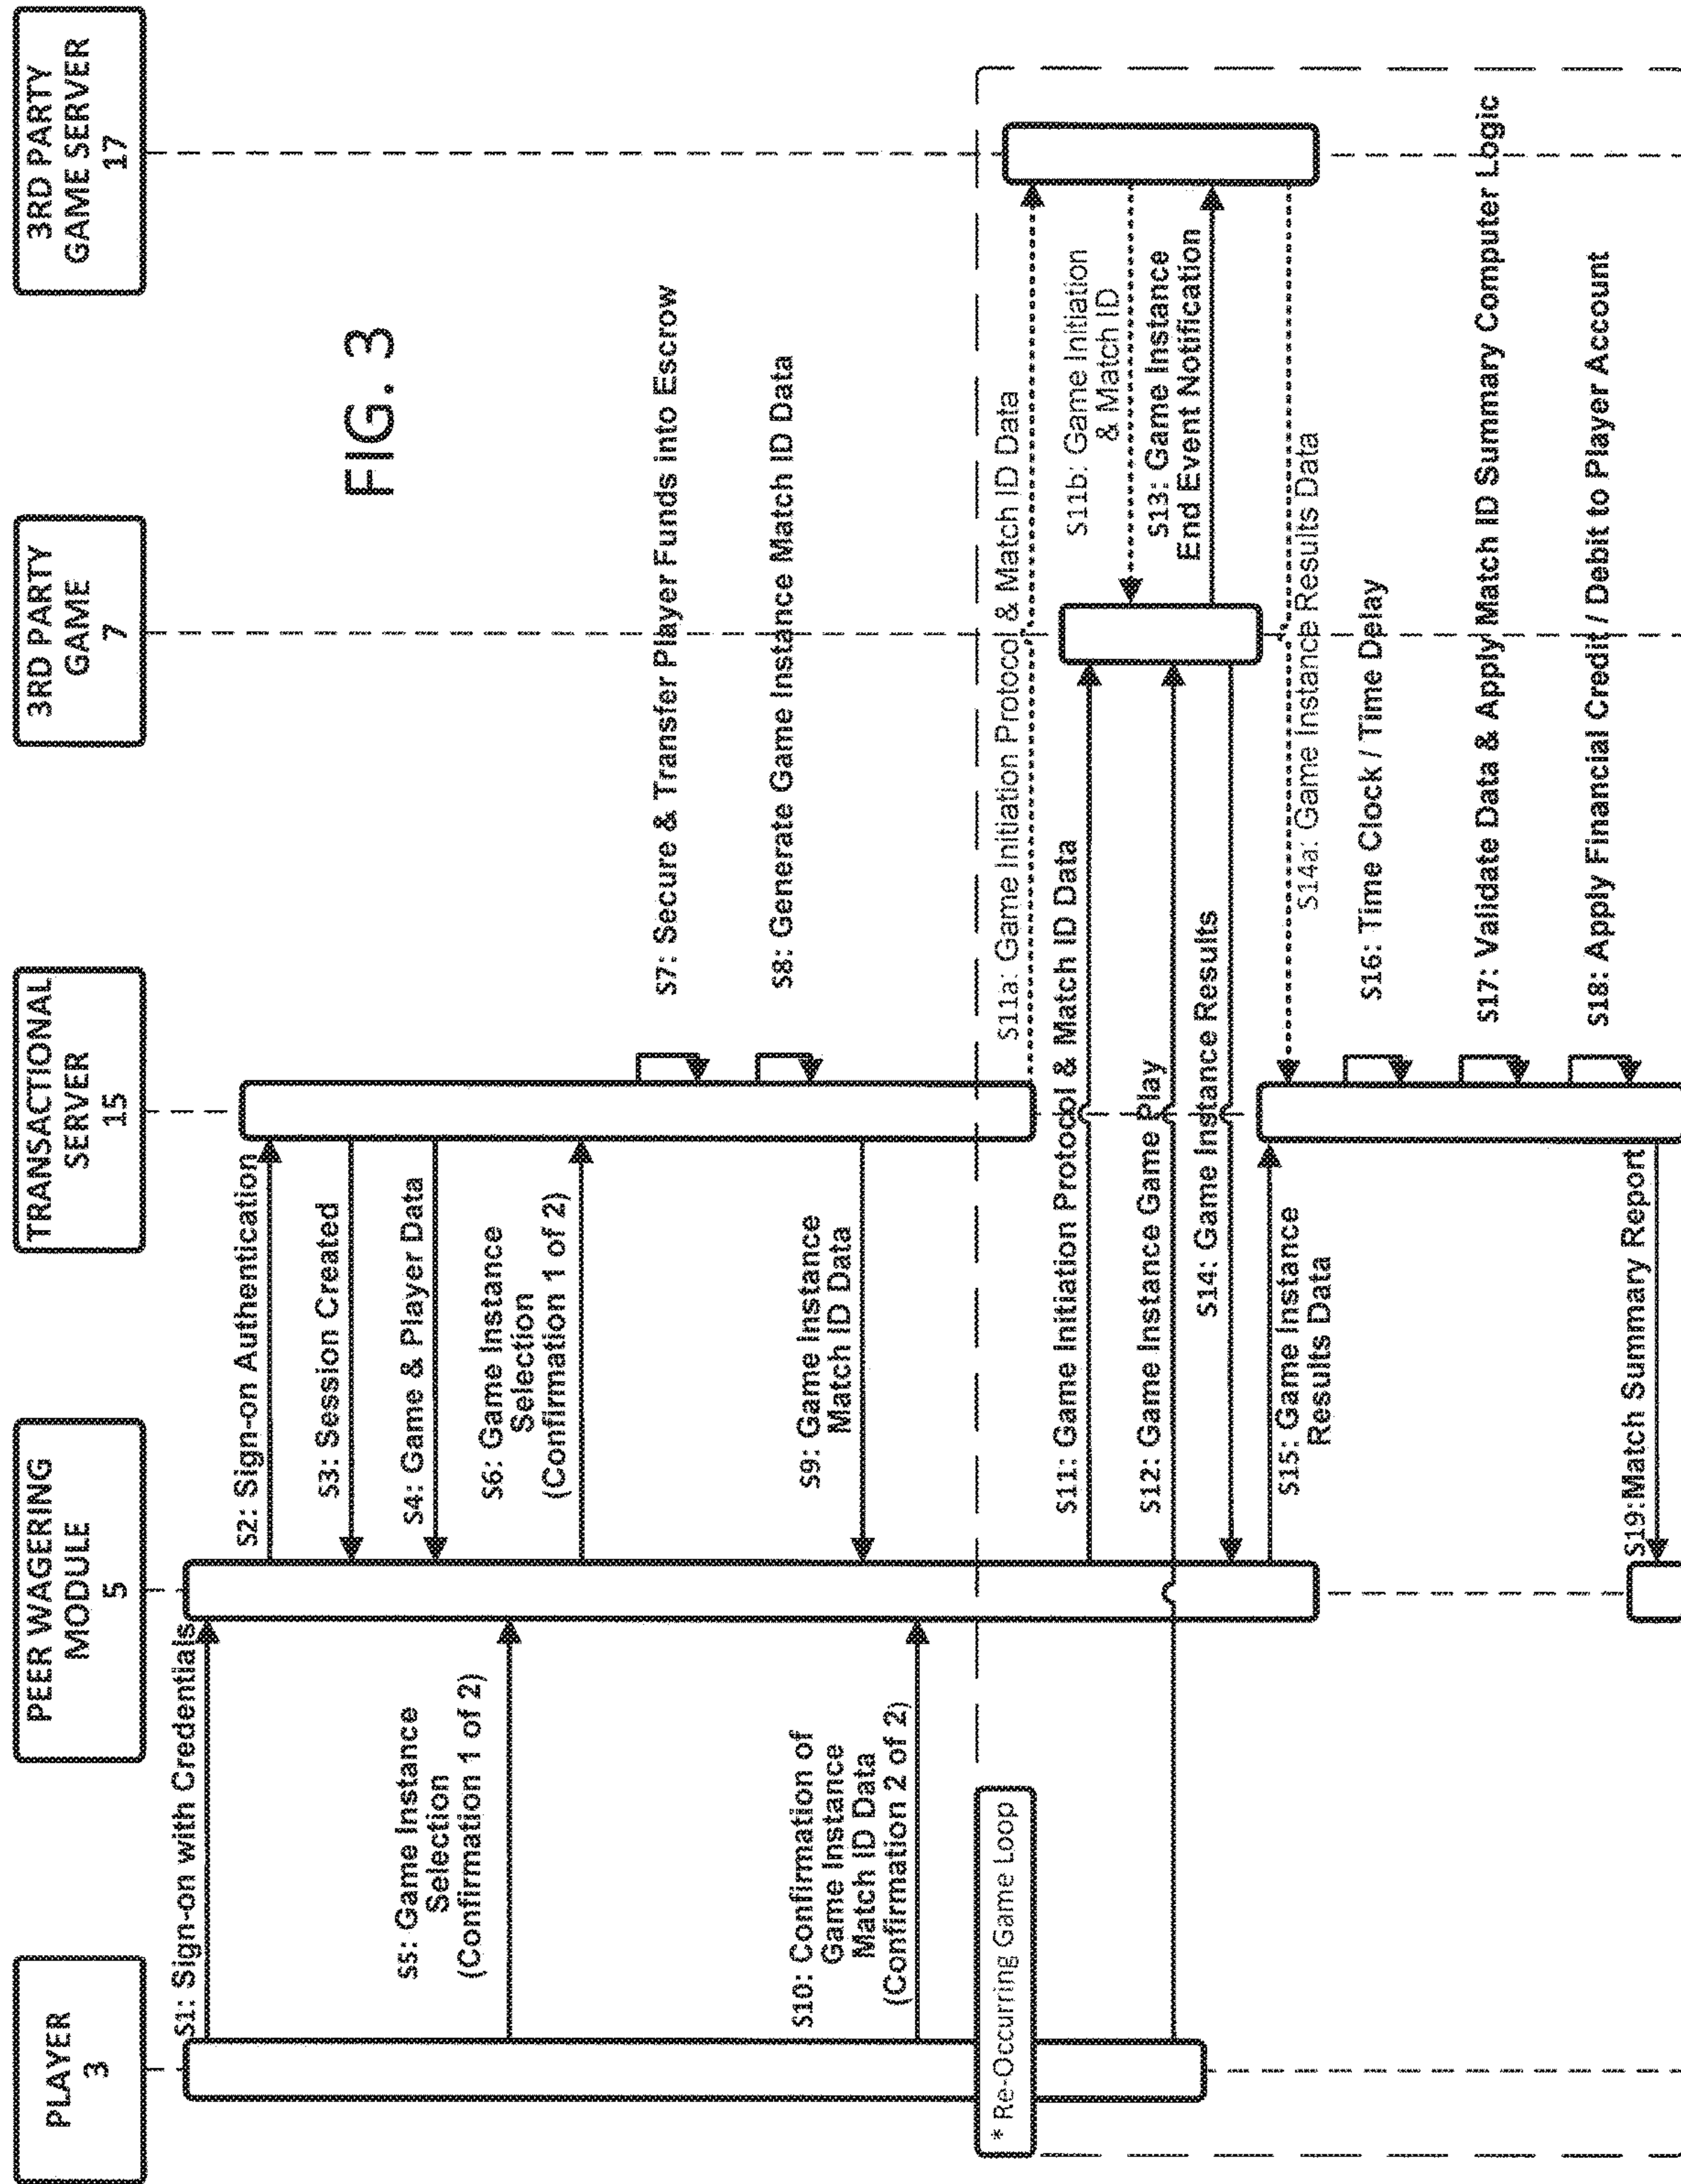 PLAYER
3
PEER WAGERING
MODULE
5
TRANSACTIONAL
SERVER
15
3RD PARTY
GAME
7
3RD PARTY
GAME SERVER
17
FIG. 3
S1: Sign-on with Credentials
S2: Sign-on Authentication
S3: Session Created
S4: Game & Player Data
S5: Game Instance
Selection
(Confirmation 1 of 2)
S6: Game Instance
Selection
(Confirmation 1 of 2)
S7: Secure & Transfer Player Funds into Escrow
S8: Generate Game Instance Match ID Data
S9: Game Instance
Match ID Data
S10: Confirmation of
Game Instance
Match ID Data
(Confirmation 2 of 2)
* Re-Occurring Game Loop
S11a: Game Initiation Protocol & Match ID Data
S11: Game Initiation Protocol & Match ID Data
S11b: Game Initiation
& Match ID
S12: Game Instance Game Play
S13: Game Instance
End Event Notification
S14: Game Instance Results
S14a: Game Instance Results Data
S15: Game Instance
Results Data
S16: Time Clock / Time Delay
S17: Validate Data & Apply Match ID Summary Computer Logic
S18: Apply Financial Credit / Debit to Player Account
S19:Match Summary Report